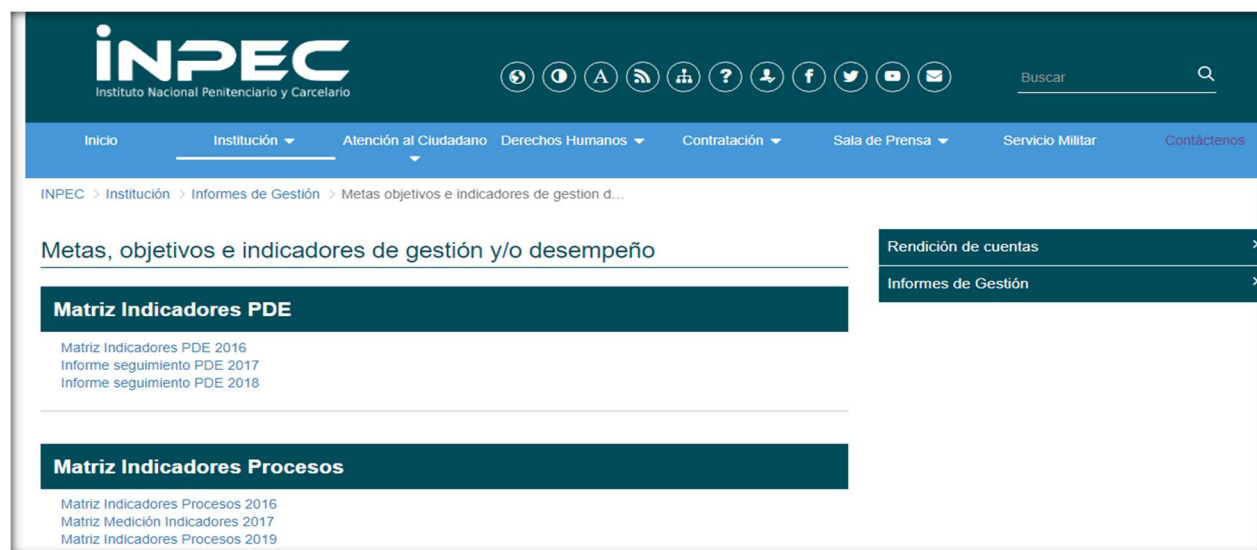 INPEC
Instituto Nacional Penitenciario y Carcelario
A ? f
Buscar
Inicio Institución Atención al Ciudadano Derechos Humanos Contratación Sala de Prensa Servicio Militar Contáctenos
INPEC > Institución > Informes de Gestión > Metas objetivos e indicadores de gestion d...
Metas, objetivos e indicadores de gestión y/o desempeño
Rendición de cuentas
Informes de Gestión
Matriz Indicadores PDE
Matriz Indicadores PDE 2016
Informe seguimiento PDE 2017
Informe seguimiento PDE 2018
Matriz Indicadores Procesos
Matriz Indicadores Procesos 2016
Matriz Medición Indicadores 2017
Matriz Indicadores Procesos 2019